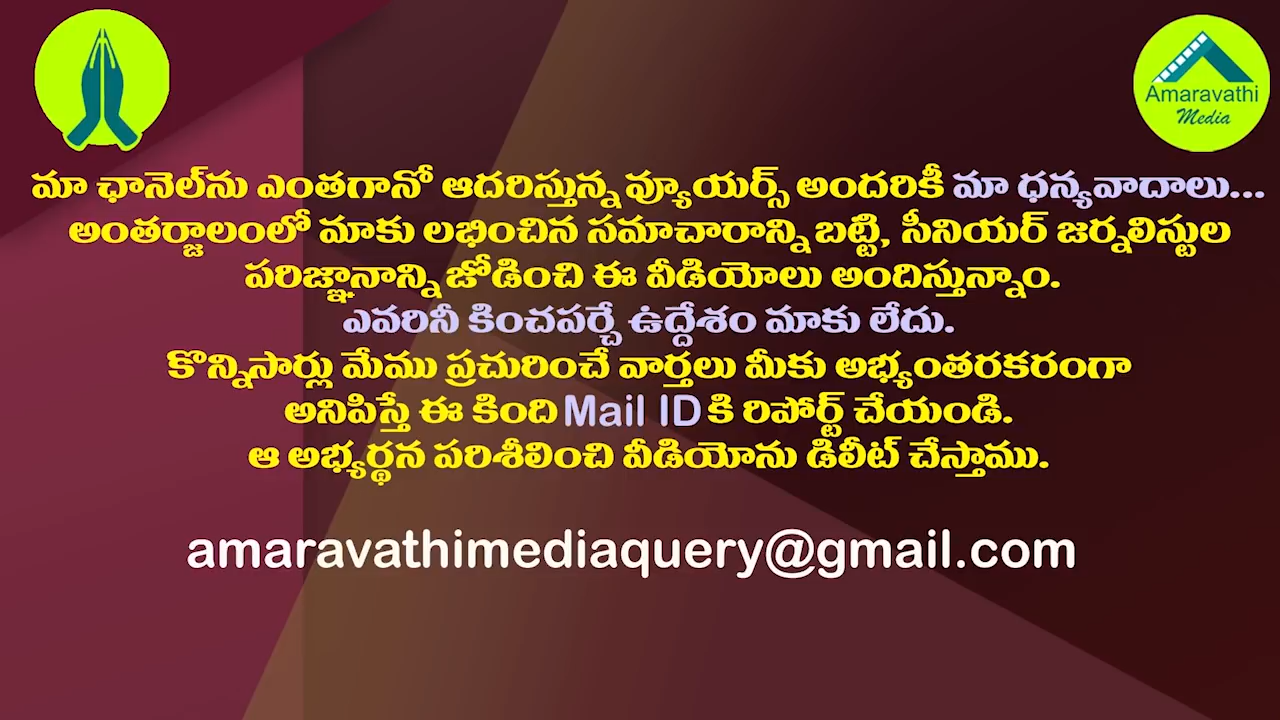 Amaravathi
Media
మా ఛానెల్‌ను ఎంతగానో ఆదరిస్తున్న వ్యూయర్స్ అందరికీ మా ధన్యవాదాలు...
అంతర్జాలంలో మాకు లభించిన సమాచారాన్ని బట్టి, సీనియర్ జర్నలిస్టుల
పరిజ్ఞానాన్ని జోడించి ఈ వీడియోలు అందిస్తున్నాం.
ఎవరినీ కించపర్చే ఉద్దేశం మాకు లేదు.
కొన్నిసార్లు మేము ప్రచురించే వార్తలు మీకు అభ్యంతరకరంగా
అనిపిస్తే ఈ కింది Mail ID కి రిపోర్ట్ చేయండి.
ఆ అభ్యర్థన పరిశీలించి వీడియోను డిలీట్ చేస్తాము.
amaravathimediaquery@gmail.com